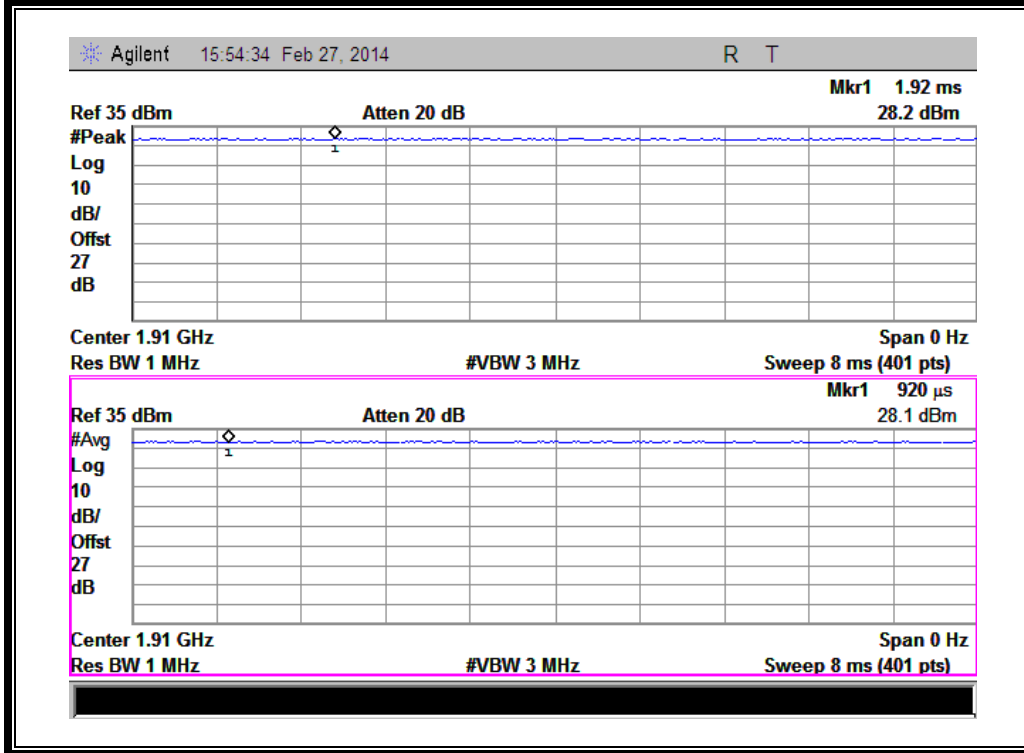 Agilent 15:54:34 Feb 27, 2014 R T
Mkr1 1.92 ms
Ref 35 dBm Atten 20 dB 28.2 dBm
#Peak
1
Log
10
dB/
Offst
27
dB
Center 1.91 GHz Span 0 Hz
Res BW 1 MHz #VBW 3 MHz Sweep 8 ms (401 pts)
Mkr1 920 µs
Ref 35 dBm Atten 20 dB 28.1 dBm
#Avg
1
Log
10
dB/
Offst
27
dB
Center 1.91 GHz Span 0 Hz
Res BW 1 MHz #VBW 3 MHz Sweep 8 ms (401 pts)